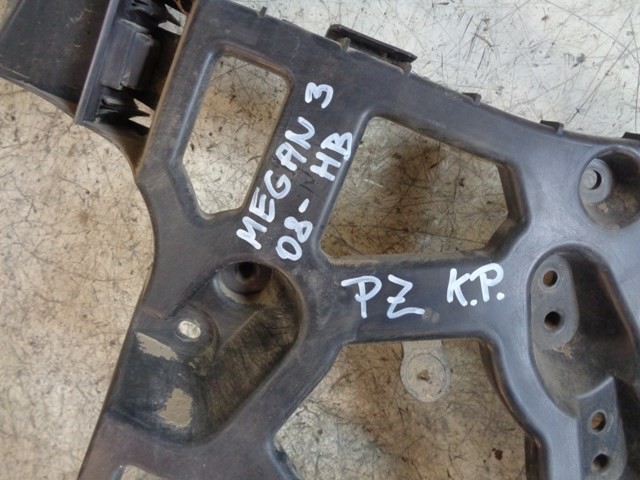 MEGAN 3
08- HB
PZ K.P.